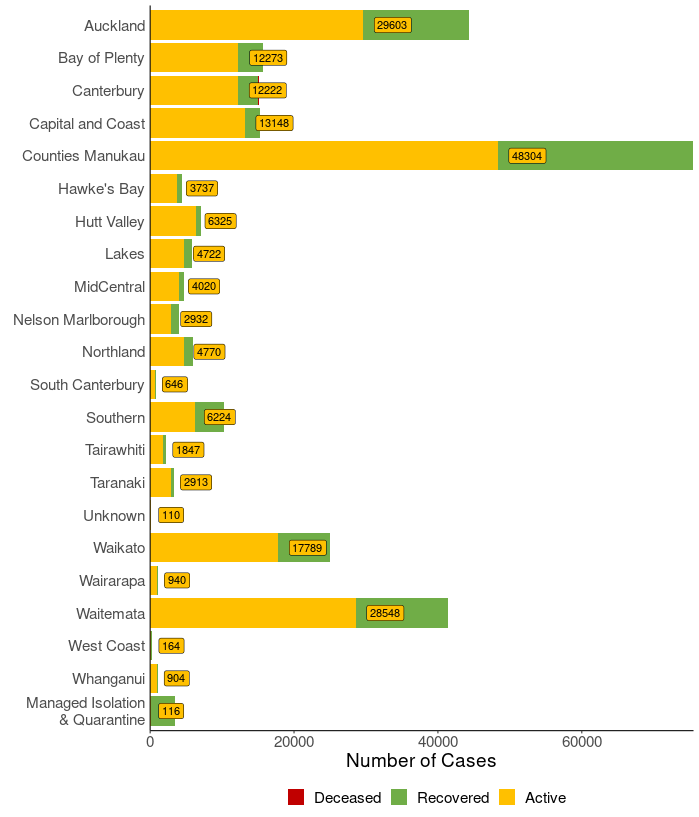 Auckland 29603
Bay of Plenty 12273
Canterbury 12222
Capital and Coast 13148
Counties Manukau 48304
Hawke's Bay 3737
Hutt Valley 6325
Lakes 4722
MidCentral 4020
Nelson Marlborough 2932
Northland 4770
South Canterbury 646
Southern 6224
Tairawhiti 1847
Taranaki 2913
Unknown 110
Waikato 17789
Wairarapa 940
Waitemata 28548
West Coast 164
Whanganui 904
Managed Isolation
& Quarantine 116
0 20000 40000 60000
Number of Cases
Deceased Recovered Active